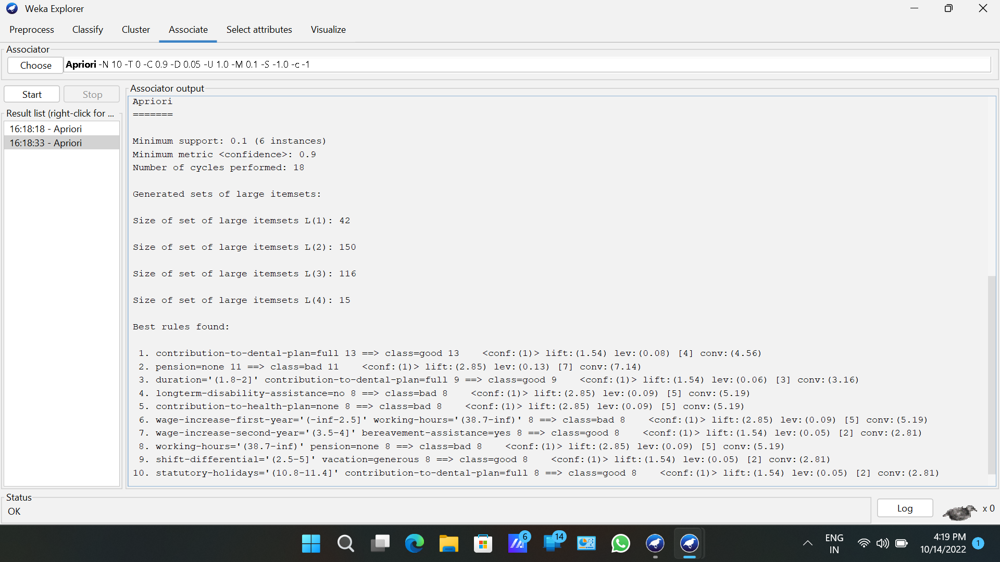 Weka Explorer
Preprocess Classify Cluster Associate Select attributes Visualize
Associator
Choose Apriori -N 10 -T 0 -C 0.9 -D 0.05 -U 1.0 -M 0.1 -S -1.0 -c -1
Start Stop
Result list (right-click for ...
16:18:18 - Apriori
16:18:33 - Apriori
Associator output
Apriori
=======
Minimum support: 0.1 (6 instances)
Minimum metric <confidence>: 0.9
Number of cycles performed: 18
Generated sets of large itemsets:
Size of set of large itemsets L(1): 42
Size of set of large itemsets L(2): 150
Size of set of large itemsets L(3): 116
Size of set of large itemsets L(4): 15
Best rules found:
1. contribution-to-dental-plan=full 13 ==> class=good 13    <conf:(1)> lift:(1.54) lev:(0.08) [4] conv:(4.56)
2. pension=none 11 ==> class=bad 11    <conf:(1)> lift:(2.85) lev:(0.13) [7] conv:(7.14)
3. duration='(1.8-2]' contribution-to-dental-plan=full 9 ==> class=good 9    <conf:(1)> lift:(1.54) lev:(0.06) [3] conv:(3.16)
4. longterm-disability-assistance=no 8 ==> class=bad 8    <conf:(1)> lift:(2.85) lev:(0.09) [5] conv:(5.19)
5. contribution-to-health-plan=none 8 ==> class=bad 8    <conf:(1)> lift:(2.85) lev:(0.09) [5] conv:(5.19)
6. wage-increase-first-year='(-inf-2.5]' working-hours='(38.7-inf)' 8 ==> class=bad 8    <conf:(1)> lift:(2.85) lev:(0.09) [5] conv:(5.19)
7. wage-increase-second-year='(3.5-4]' bereavement-assistance=yes 8 ==> class=good 8    <conf:(1)> lift:(1.54) lev:(0.05) [2] conv:(2.81)
8. working-hours='(38.7-inf)' pension=none 8 ==> class=bad 8    <conf:(1)> lift:(2.85) lev:(0.09) [5] conv:(5.19)
9. shift-differential='(2.5-5]' vacation=generous 8 ==> class=good 8    <conf:(1)> lift:(1.54) lev:(0.05) [2] conv:(2.81)
10. statutory-holidays='(10.8-11.4]' contribution-to-dental-plan=full 8 ==> class=good 8    <conf:(1)> lift:(1.54) lev:(0.05) [2] conv:(2.81)
Status
OK
Log
x 0
6
14
ENG
IN
4:19 PM
10/14/2022
1